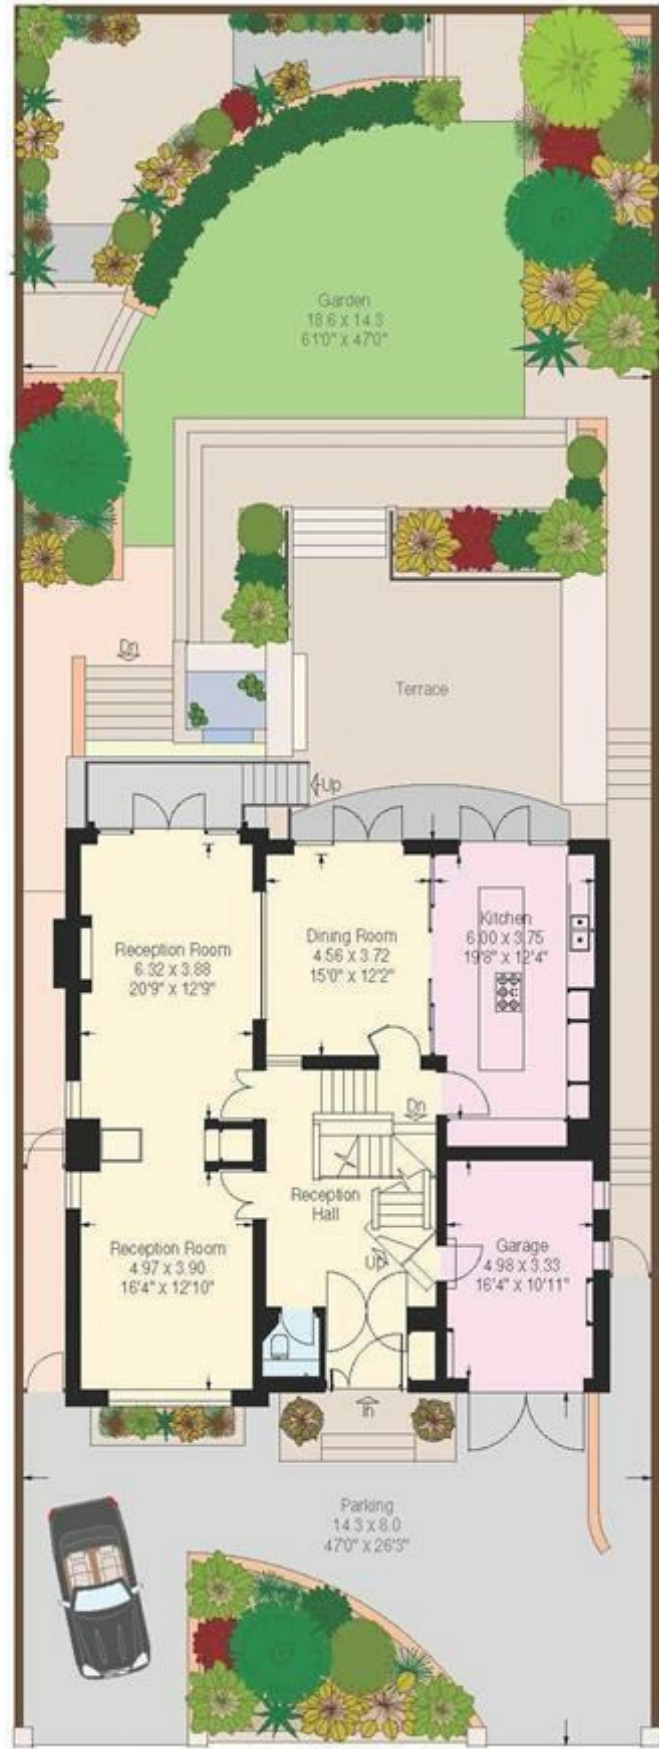 Garden
18.6 x 14.3
61'0" x 47'0"
Dn
Terrace
Up
Reception Room
6.32 x 3.88
20'9" x 12'9"
Dining Room
4.56 x 3.72
15'0" x 12'2"
Kitchen
6.00 x 3.75
19'8" x 12'4"
Dn
Reception
Hall
Up
Reception Room
4.97 x 3.90
16'4" x 12'10"
Garage
4.98 x 3.33
16'4" x 10'11"
In
Parking
14.3 x 8.0
47'0" x 26'3"